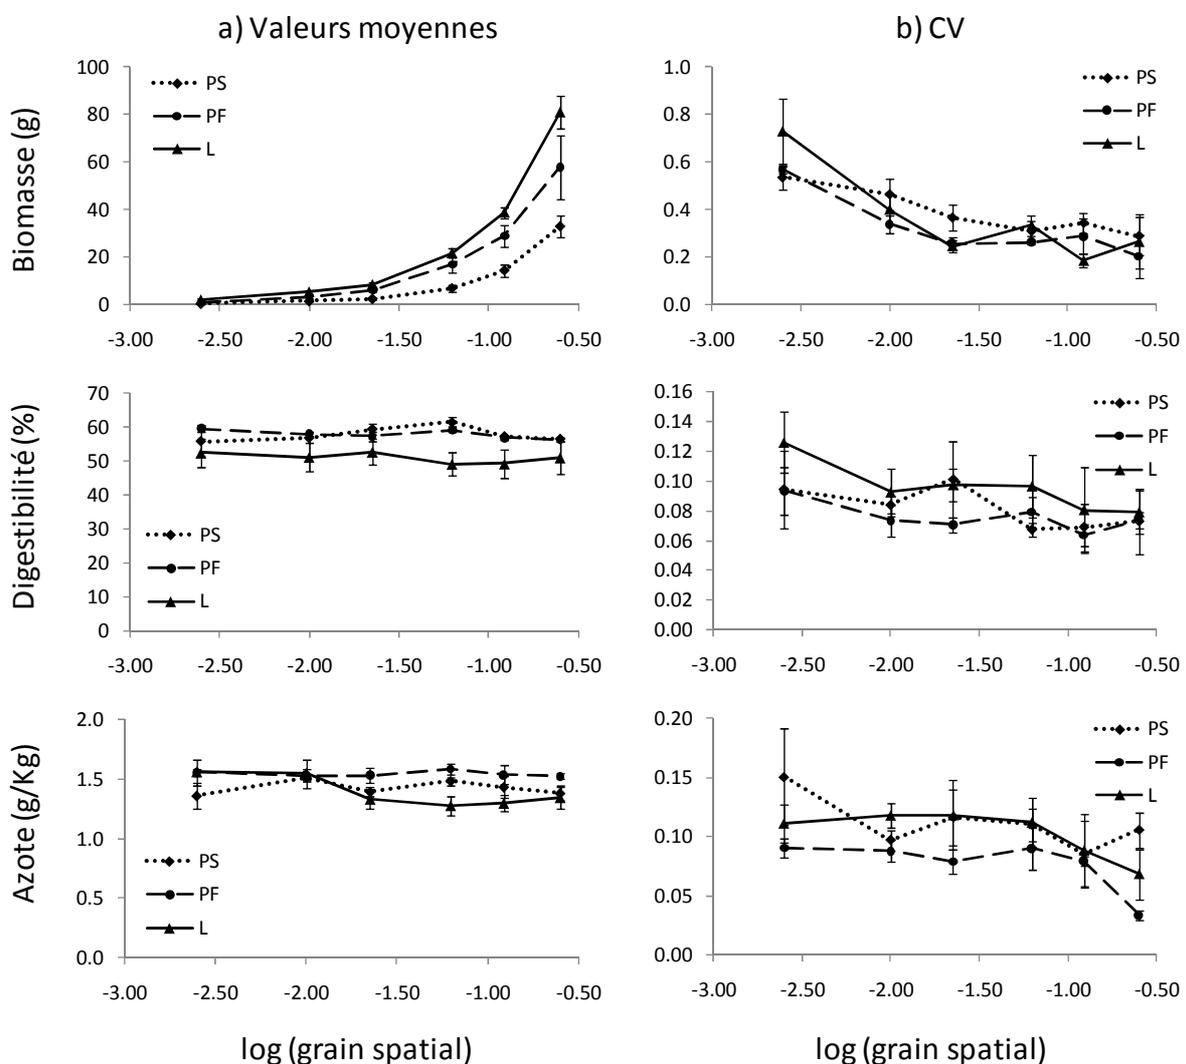 a) Valeurs moyennes
b) CV
Biomasse (g)
100
80
60
40
20
0
PS
PF
L
-3.00 -2.50 -2.00 -1.50 -1.00 -0.50
1.0
0.8
0.6
0.4
0.2
0.0
PS
PF
L
-3.00 -2.50 -2.00 -1.50 -1.00 -0.50
Digestibilité (%)
70
60
50
40
30
20
10
0
PS
PF
L
-3.00 -2.50 -2.00 -1.50 -1.00 -0.50
0.16
0.14
0.12
0.10
0.08
0.06
0.04
0.02
0.00
PS
PF
L
-3.00 -2.50 -2.00 -1.50 -1.00 -0.50
Azote (g/Kg)
2.0
1.5
1.0
0.5
0.0
PS
PF
L
-3.00 -2.50 -2.00 -1.50 -1.00 -0.50
0.20
0.15
0.10
0.05
0.00
PS
PF
L
-3.00 -2.50 -2.00 -1.50 -1.00 -0.50
log (grain spatial)
log (grain spatial)